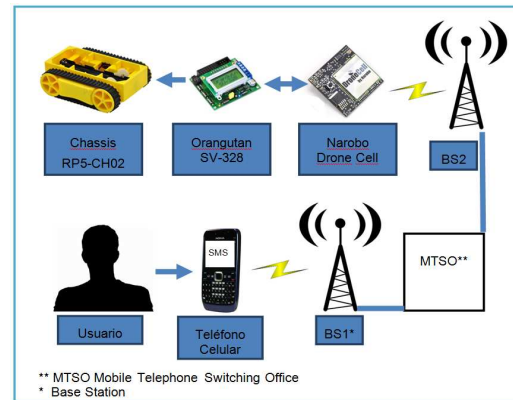 Chassis
RP5-CH02
Orangutan
SV-328
Narobo
Drone Cell
BS2
MTSO**
SMS
Usuario
Teléfono
Celular
BS1*
** MTSO Mobile Telephone Switching Office
* Base Station